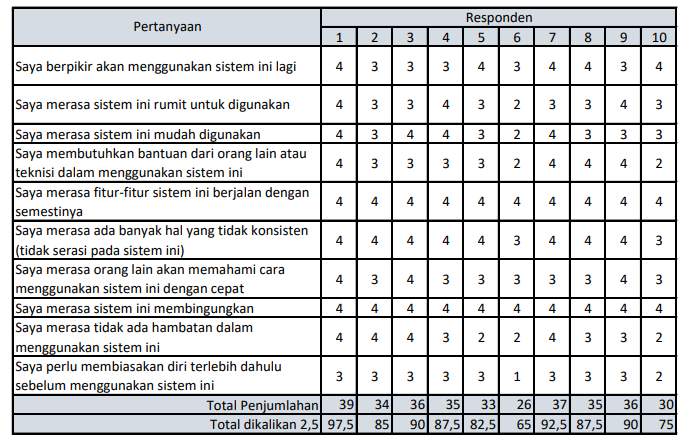 Pertanyaan Responden
1 2 3 4 5 6 7 8 9 10
Saya berpikir akan menggunakan sistem ini lagi 4 3 3 3 4 3 4 4 3 4
Saya merasa sistem ini rumit untuk digunakan 4 3 3 4 3 2 3 3 4 3
Saya merasa sistem ini mudah digunakan 4 3 4 4 3 2 4 3 3 3
Saya membutuhkan bantuan dari orang lain atau
teknisi dalam menggunakan sistem ini 4 3 3 3 3 2 4 4 4 2
Saya merasa fitur-fitur sistem ini berjalan dengan
semestinya 4 4 4 4 4 4 4 4 4 4
Saya merasa ada banyak hal yang tidak konsisten
(tidak serasi pada sistem ini) 4 4 4 4 4 3 4 4 4 3
Saya merasa orang lain akan memahami cara
menggunakan sistem ini dengan cepat 4 3 4 3 3 3 3 3 4 3
Saya merasa sistem ini membingungkan 4 4 4 4 4 4 4 4 4 4
Saya merasa tidak ada hambatan dalam
menggunakan sistem ini 4 4 4 3 2 2 4 3 3 2
Saya perlu membiasakan diri terlebih dahulu
sebelum menggunakan sistem ini 3 3 3 3 3 1 3 3 3 2
Total Penjumlahan 39 34 36 35 33 26 37 35 36 30
Total dikalikan 2,5 97,5 85 90 87,5 82,5 65 92,5 87,5 90 75